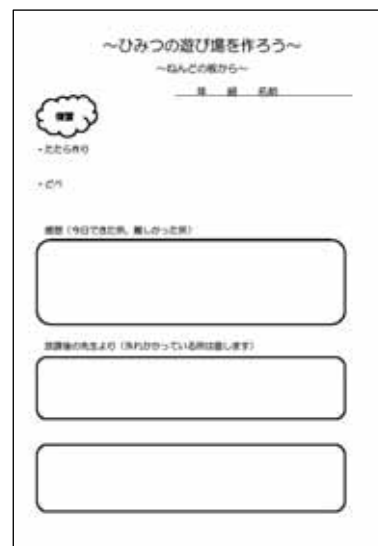 ～ひみつの遊び場を作ろう～
～ねんどの板から～
年 組 名前
復習
・たたら作り
・どべ
感想（今日できた所、難しかった所）
放課後の先生より（外れかかっている所は直します）